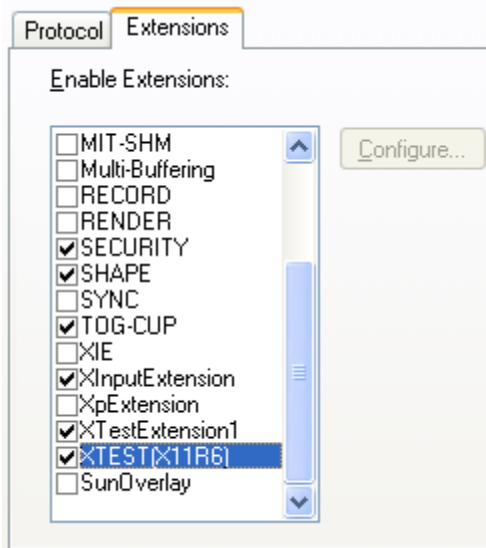 Protocol Extensions
Enable Extensions:
MIT-SHM
Configure...
Multi-Buffering
RECORD
RENDER
SECURITY
SHAPE
SYNC
TOG-CUP
XIE
XInputExtension
XpExtension
XTestExtension1
XTEST(X11R6)
SunOverlay